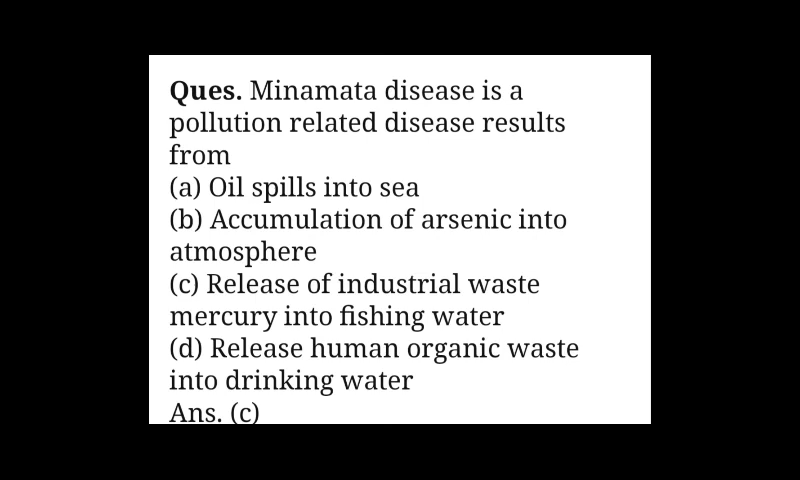 Ques. Minamata disease is a
pollution related disease results
from
(a) Oil spills into sea
(b) Accumulation of arsenic into
atmosphere
(c) Release of industrial waste
mercury into fishing water
(d) Release human organic waste
into drinking water
Ans. (c)